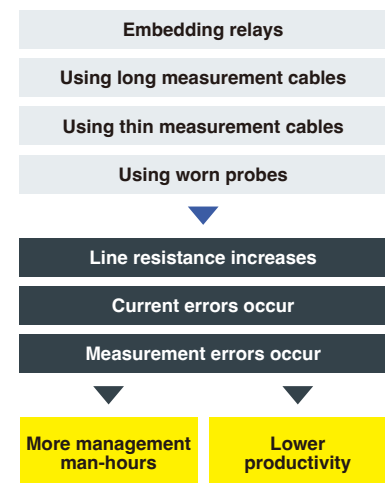 Embedding relays
Using long measurement cables
Using thin measurement cables
Using worn probes
Line resistance increases
Current errors occur
Measurement errors occur
More management
man-hours
Lower
productivity